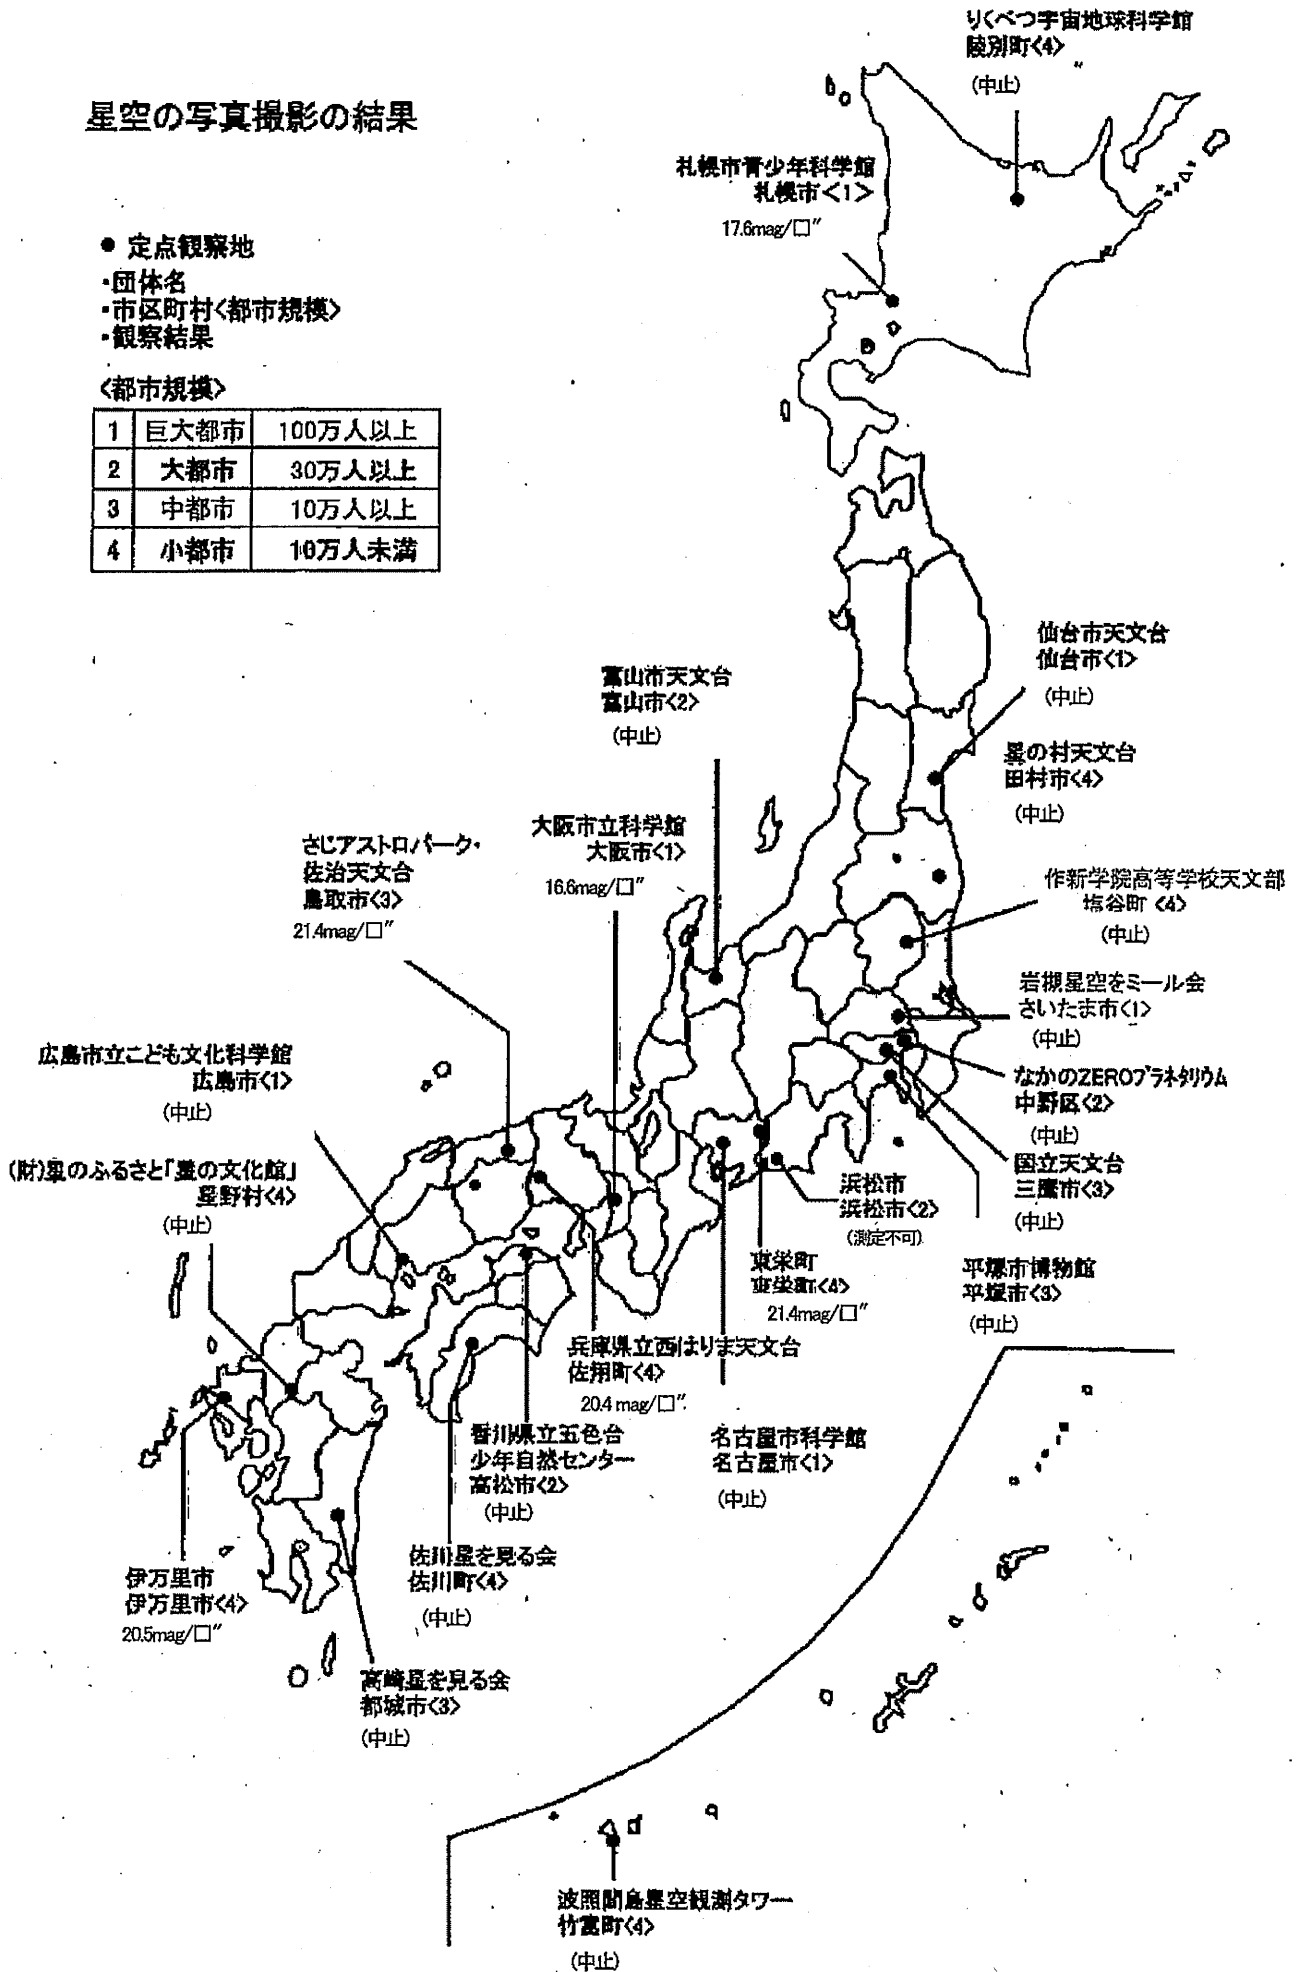 りくべつ宇宙地球科学館
陸別町<4>
(中止)
星空の写真撮影の結果
札幌市青少年科学館
札幌市<1>
17.6mag/□″
● 定点観察地
・団体名
・市区町村<都市規模>
・観察結果
<都市規模>
1 巨大都市 100万人以上
2 大都市 30万人以上
3 中都市 10万人以上
4 小都市 10万人未満
仙台市天文台
仙台市<1>
(中止)
富山市天文台
富山市<2>
(中止)
星の村天文台
田村市<4>
(中止)
大阪市立科学館
大阪市<1>
16.6mag/□″
さじアストロパーク・
佐治天文台
鳥取市<3>
21.4mag/□″
作新学院高等学校天文部
塩谷町 <4>
(中止)
岩槻星空をミール会
さいたま市<1>
(中止)
広島市立こども文化科学館
広島市<1>
(中止)
なかのZEROプラネタリウム
中野区<2>
(中止)
(財)星のふるさと「星の文化館」
星野村<4>
(中止)
国立天文台
三鷹市<3>
(中止)
浜松市
浜松市<2>
(測定不可)
東栄町
東栄町<4>
21.4mag/□″
平塚市博物館
平塚市<3>
(中止)
兵庫県立西はりま天文台
佐用町<4>
20.4 mag/□″
香川県立五色台
少年自然センター
高松市<2>
(中止)
名古屋市科学館
名古屋市<1>
(中止)
佐川星を見る会
佐川町<4>
(中止)
伊万里市
伊万里市<4>
20.5mag/□″
高崎星を見る会
都城市<3>
(中止)
波照間島星空観測タワー
竹富町<4>
(中止)